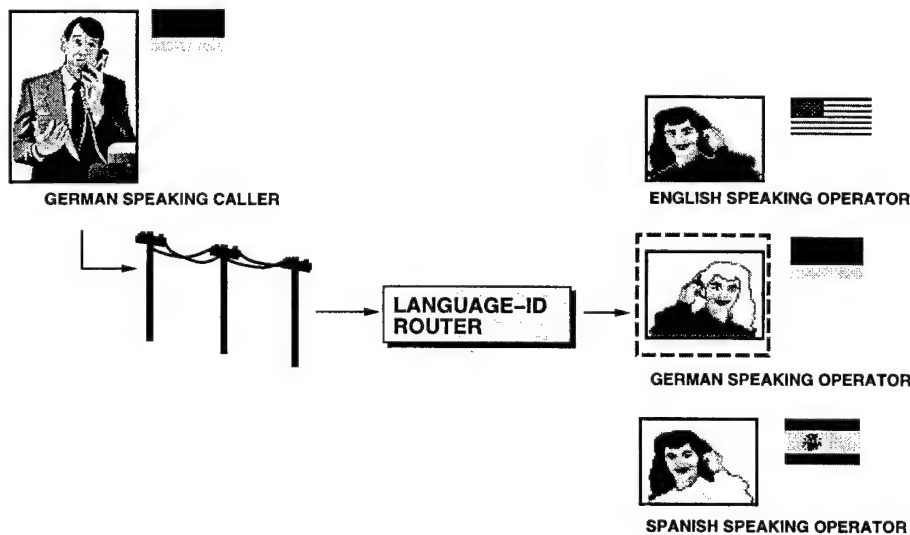 GERMAN SPEAKING CALLER
ENGLISH SPEAKING OPERATOR
LANGUAGE–ID
ROUTER
GERMAN SPEAKING OPERATOR
SPANISH SPEAKING OPERATOR